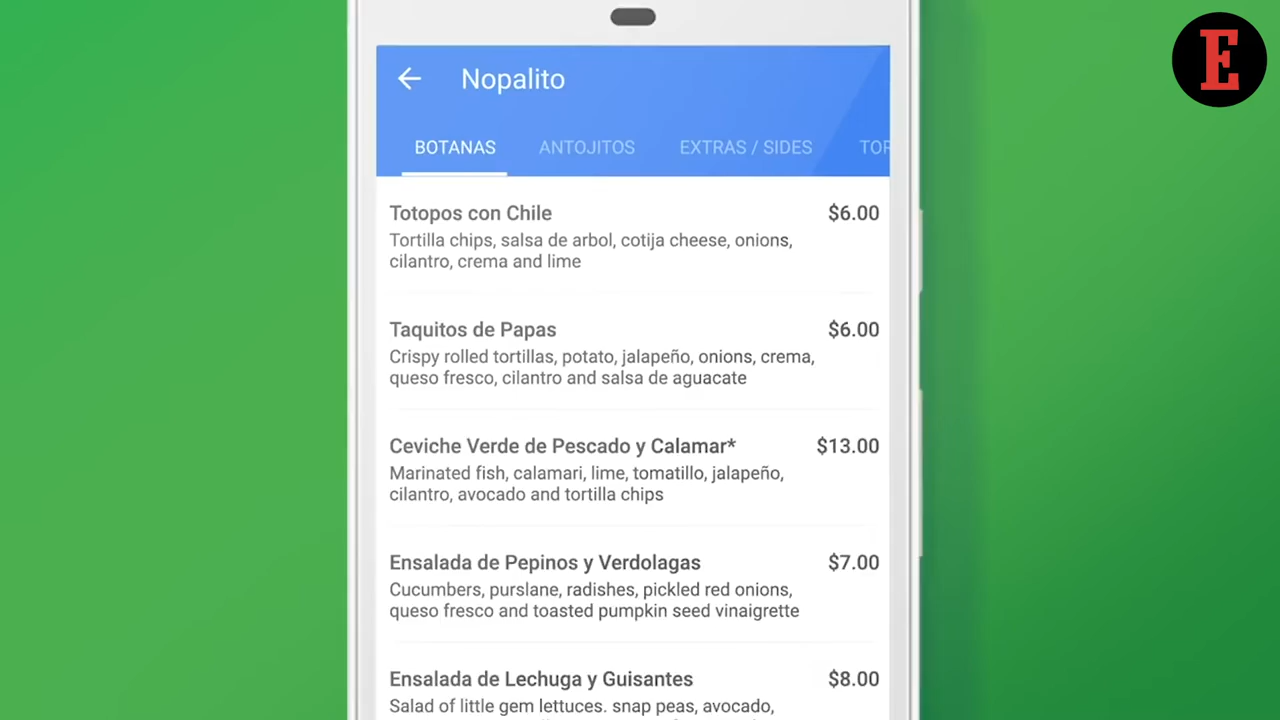 E
Nopalito
BOTANAS ANTOJITOS EXTRAS / SIDES
Totopos con Chile $6.00
Tortilla chips, salsa de arbol, cotija cheese, onions,
cilantro, crema and lime
Taquitos de Papas $6.00
Crispy rolled tortillas, potato, jalapeño, onions, crema,
queso fresco, cilantro and salsa de aguacate
Ceviche Verde de Pescado y Calamar* $13.00
Marinated fish, calamari, lime, tomatillo, jalapeño,
cilantro, avocado and tortilla chips
Ensalada de Pepinos y Verdolagas $7.00
Cucumbers, purslane, radishes, pickled red onions,
queso fresco and toasted pumpkin seed vinaigrette
Ensalada de Lechuga y Guisantes $8.00
Salad of little gem lettuces. snap peas, avocado,